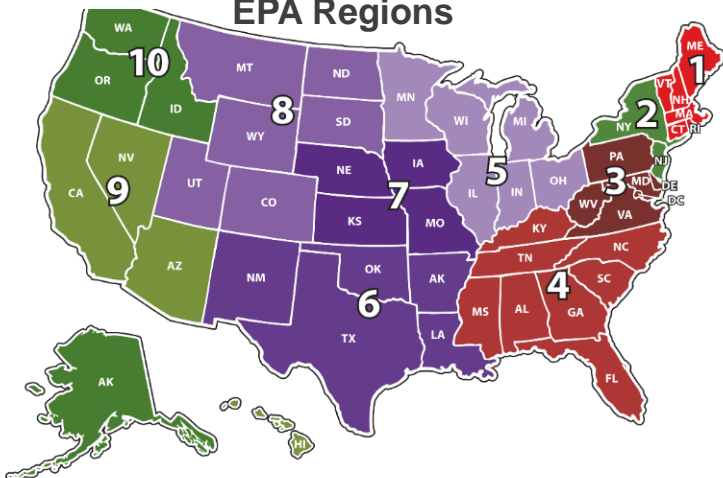 EPA Regions
WA
ME
10
1
MT
ND
VT
OR
MN
NH
8
WI
MI
2
MA
ID
SD
NY
CT RI
WY
NE
IA
PA
NJ
NV
5
OH
3
MD
DE
9
UT
7
IL
IN
WV
DC
CA
CO
KS
MO
VA
KY
NC
AZ
OK
TN
NM
AK
4
SC
6
MS
AL
GA
TX
LA
FL
AK
HI